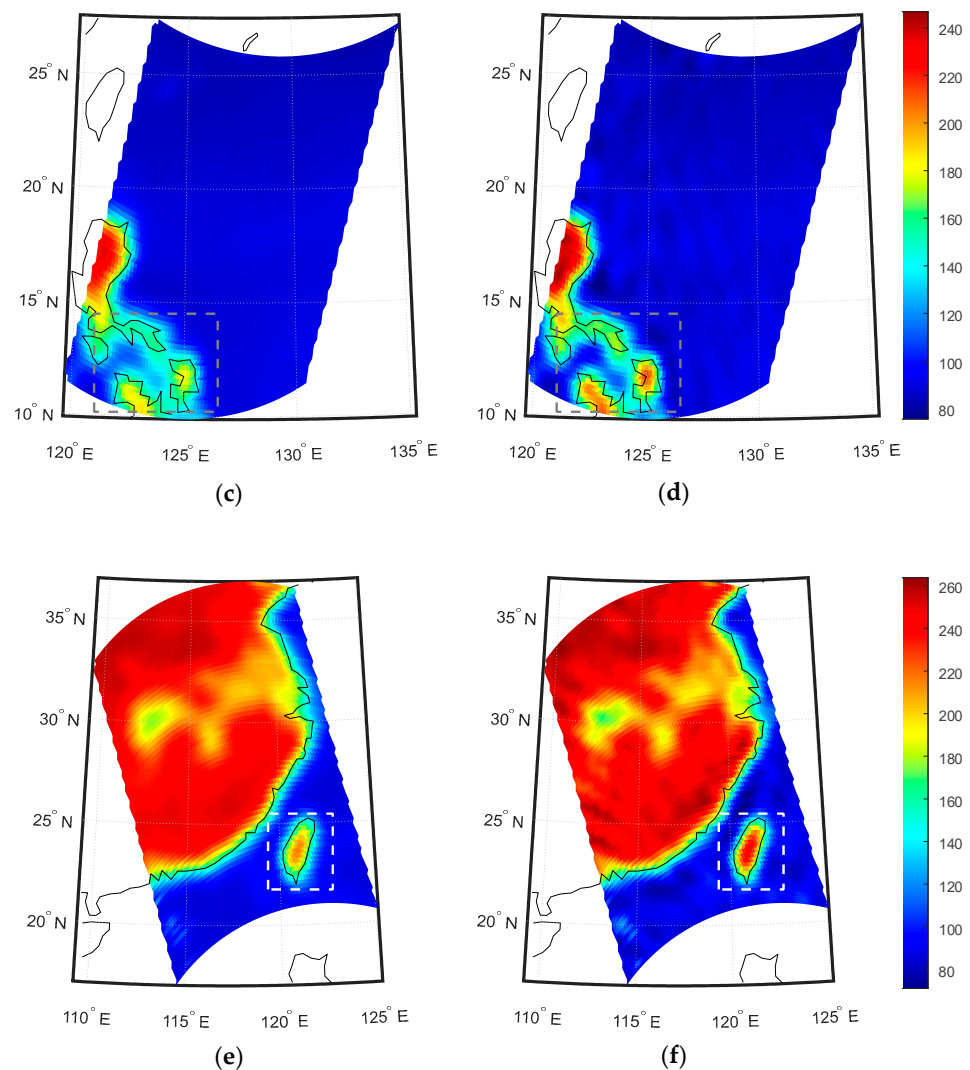 25° N
20° N
15° N
10° N
120° E
125° E
130° E
135° E
(c)
25° N
20° N
15° N
10° N
120° E
125° E
130° E
135° E
(d)
240
220
200
180
160
140
120
100
80
35° N
30° N
25° N
20° N
110° E
115° E
120° E
125° E
(e)
35° N
30° N
25° N
20° N
110° E
115° E
120° E
125° E
(f)
260
240
220
200
180
160
140
120
100
80